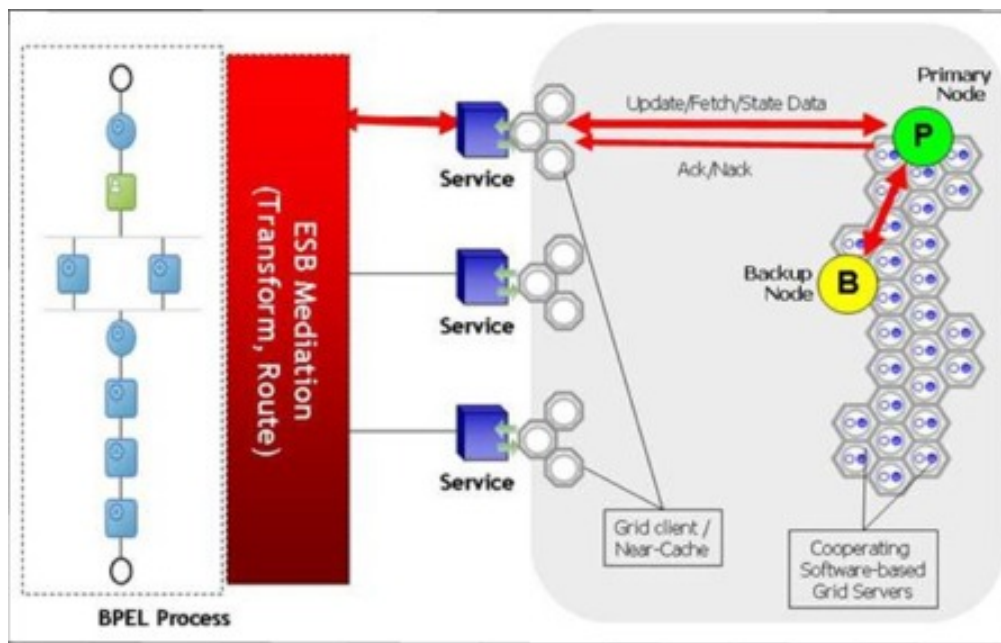 Primary
Node
Update/Fetch/State Data
P
Ack/Nack
Service
ESB Mediation
(Transform, Route)
Backup
Node
B
Service
Service
Grid client /
Near-Cache
Cooperating
Software-based
Grid Servers
BPEL Process